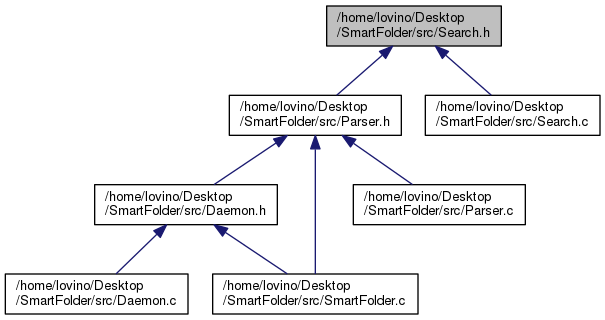 /home/lovino/Desktop
/SmartFolder/src/Search.h
/home/lovino/Desktop
/SmartFolder/src/Parser.h
/home/lovino/Desktop
/SmartFolder/src/Search.c
/home/lovino/Desktop
/SmartFolder/src/Daemon.h
/home/lovino/Desktop
/SmartFolder/src/Parser.c
/home/lovino/Desktop
/SmartFolder/src/Daemon.c
/home/lovino/Desktop
/SmartFolder/src/SmartFolder.c